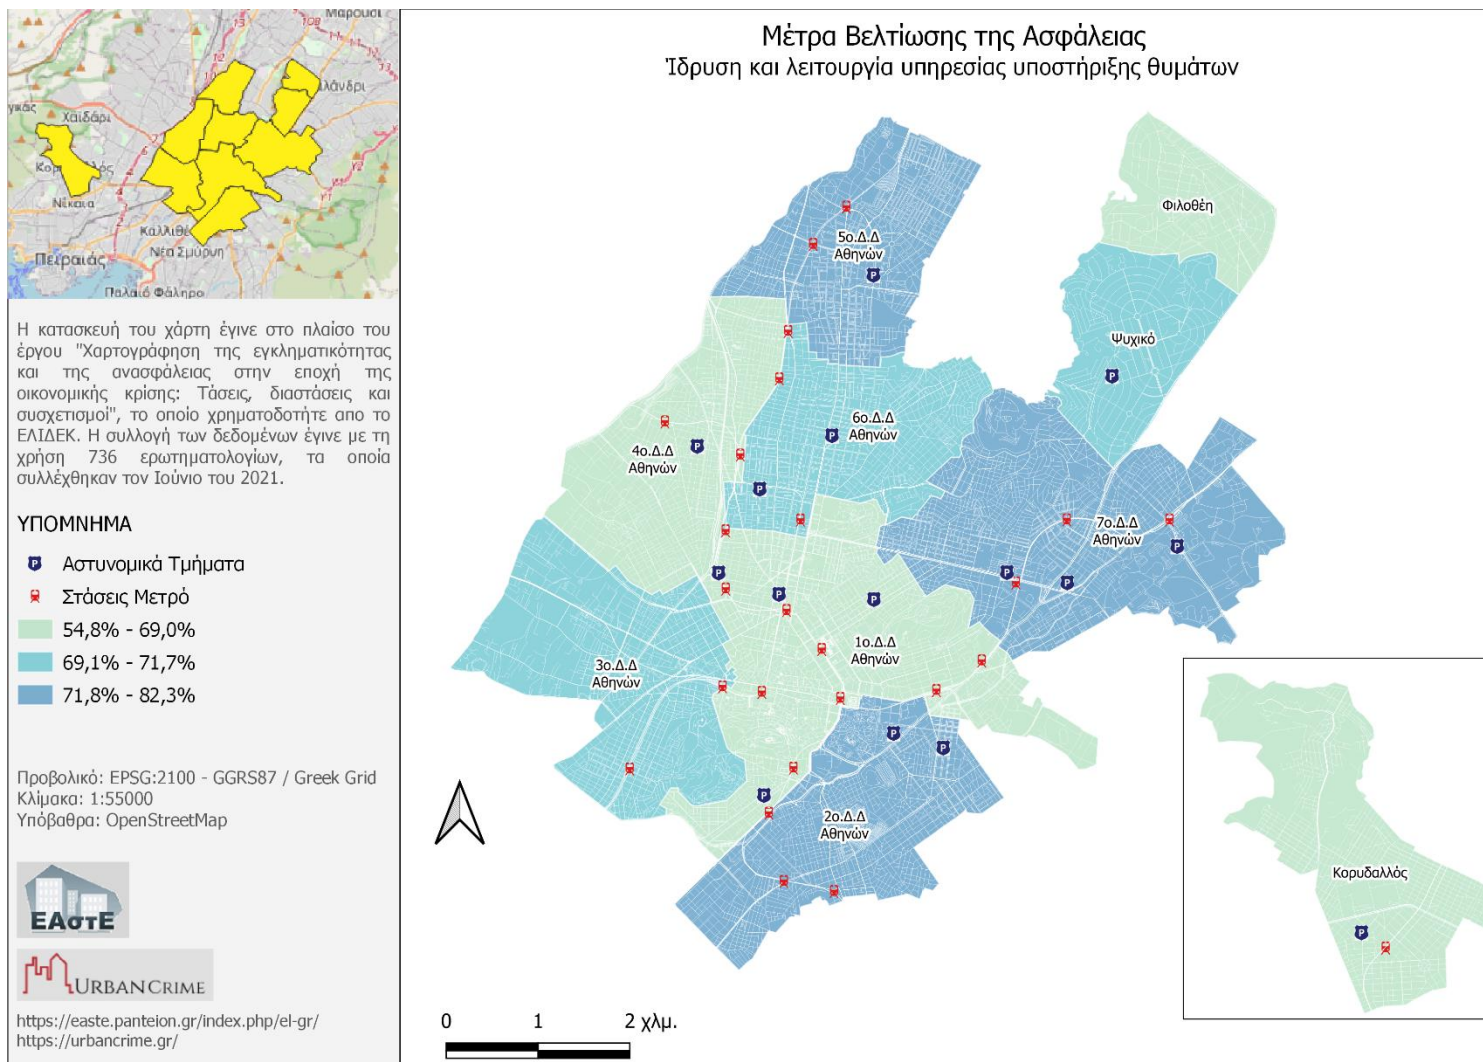 Μέτρα Βελτίωσης της Ασφάλειας
Ίδρυση και λειτουργία υπηρεσίας υποστήριξης θυμάτων
Μαρούσι
Χαϊδάρι
Νίκαια
Καλλιθέ
Νέα Σμύρνη
Πειραιάς
Παλαιό Φάληρο
λάνδρι
Η κατασκευή του χάρτη έγινε στο πλαίσο του
έργου "Χαρτογράφηση της εγκληματικότητας
και της ανασφάλειας στην εποχή της
οικονομικής κρίσης: Τάσεις, διαστάσεις και
συσχετισμοί", το οποίο χρηματοδοτήτε απο το
ΕΛΙΔΕΚ. Η συλλογή των δεδομένων έγινε με τη
χρήση 736 ερωτηματολογίων, τα οποία
συλλέχθηκαν τον Ιούνιο του 2021.
ΥΠΟΜΝΗΜΑ
Αστυνομικά Τμήματα
Στάσεις Μετρό
54,8% - 69,0%
69,1% - 71,7%
71,8% - 82,3%
Προβολικό: EPSG:2100 - GGRS87 / Greek Grid
Κλίμακα: 1:55000
Υπόβαθρα: OpenStreetMap
ΕΑστΕ
URBANCRIME
https://easte.panteion.gr/index.php/el-gr/
https://urbancrime.gr/
Φιλοθέη
5ο.Δ.Δ
Αθηνών
Ψυχικό
6ο.Δ.Δ
Αθηνών
4ο.Δ.Δ
Αθηνών
7ο.Δ.Δ
Αθηνών
1ο.Δ.Δ
Αθηνών
3ο.Δ.Δ
Αθηνών
2ο.Δ.Δ
Αθηνών
Κορυδαλλός
0 1 2 χλμ.